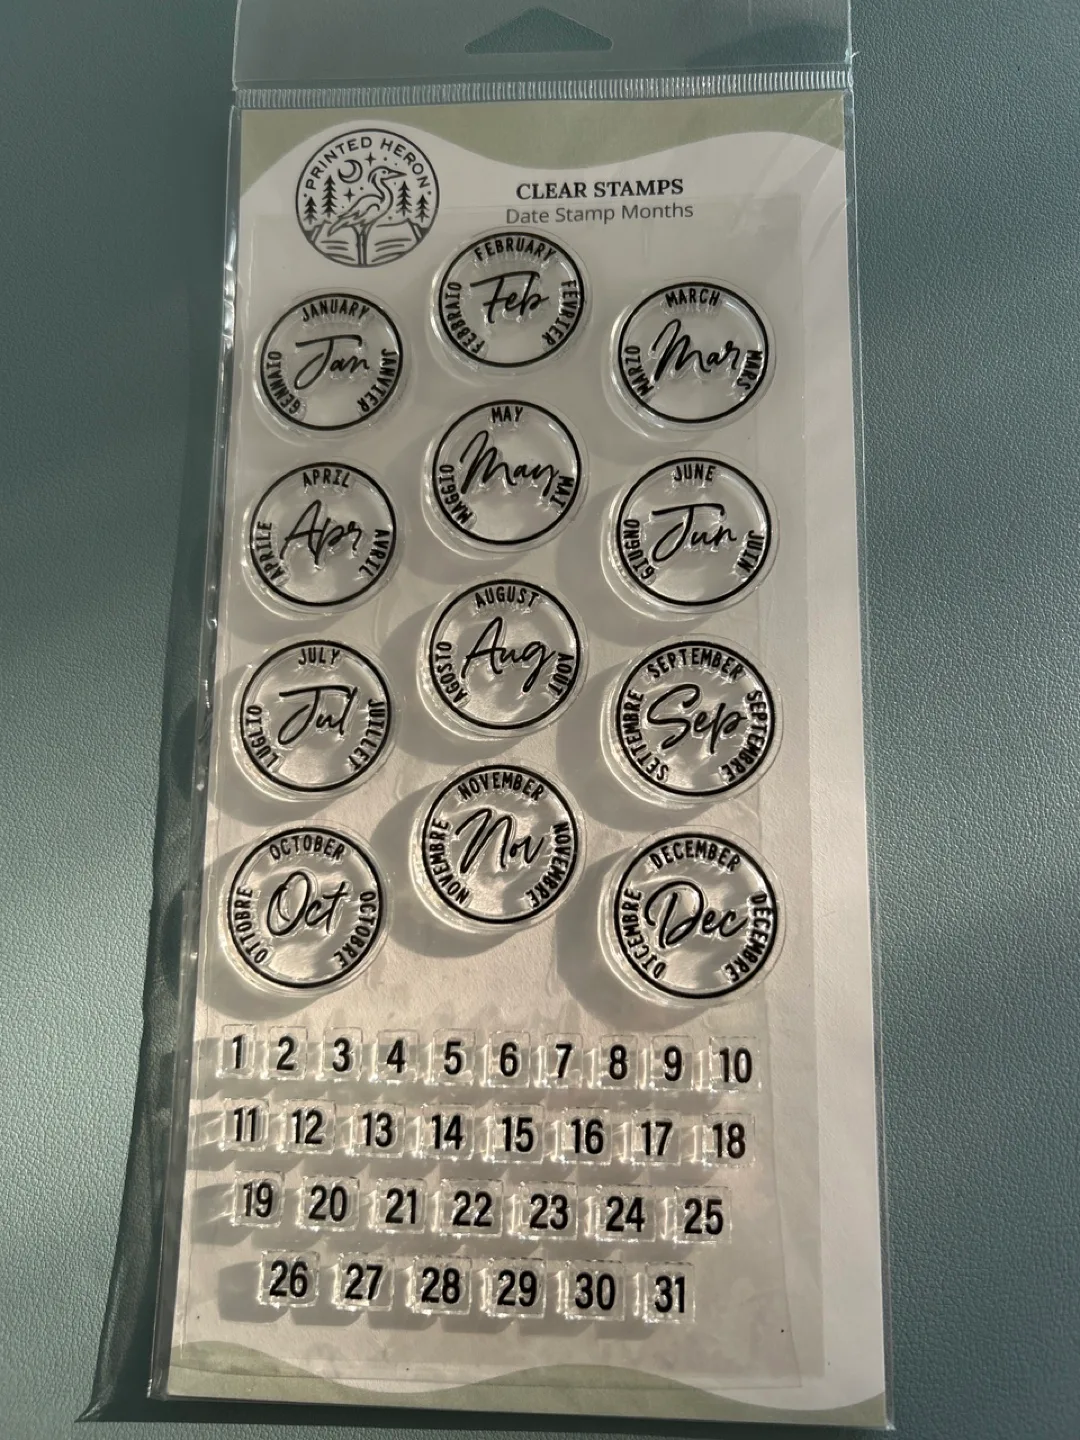 PRINTED HERON
CLEAR STAMPS
Date Stamp Months
JANUARY
Jan
GENNAIO
JANVIER
FEBRUARY
Feb
FEBBRAIO
FÉVRIER
MARCH
Mar
MARZO
MARS
APRIL
Apr
APRILE
AVRIL
MAY
May
MAGGIO
MAI
JUNE
Jun
GIUGNO
JUIN
JULY
Jul
LUGLIO
JUILLET
AUGUST
Aug
AGOSTO
AOUT
SEPTEMBER
Sep
SETTEMBRE
SEPTEMBRE
OCTOBER
Oct
OTTOBRE
OCTOBRE
NOVEMBER
Nov
NOVEMBRE
NOVEMBRE
DECEMBER
Dec
DICEMBRE
DÉCEMBRE
1 2 3 4 5 6 7 8 9 10
11 12 13 14 15 16 17 18
19 20 21 22 23 24 25
26 27 28 29 30 31